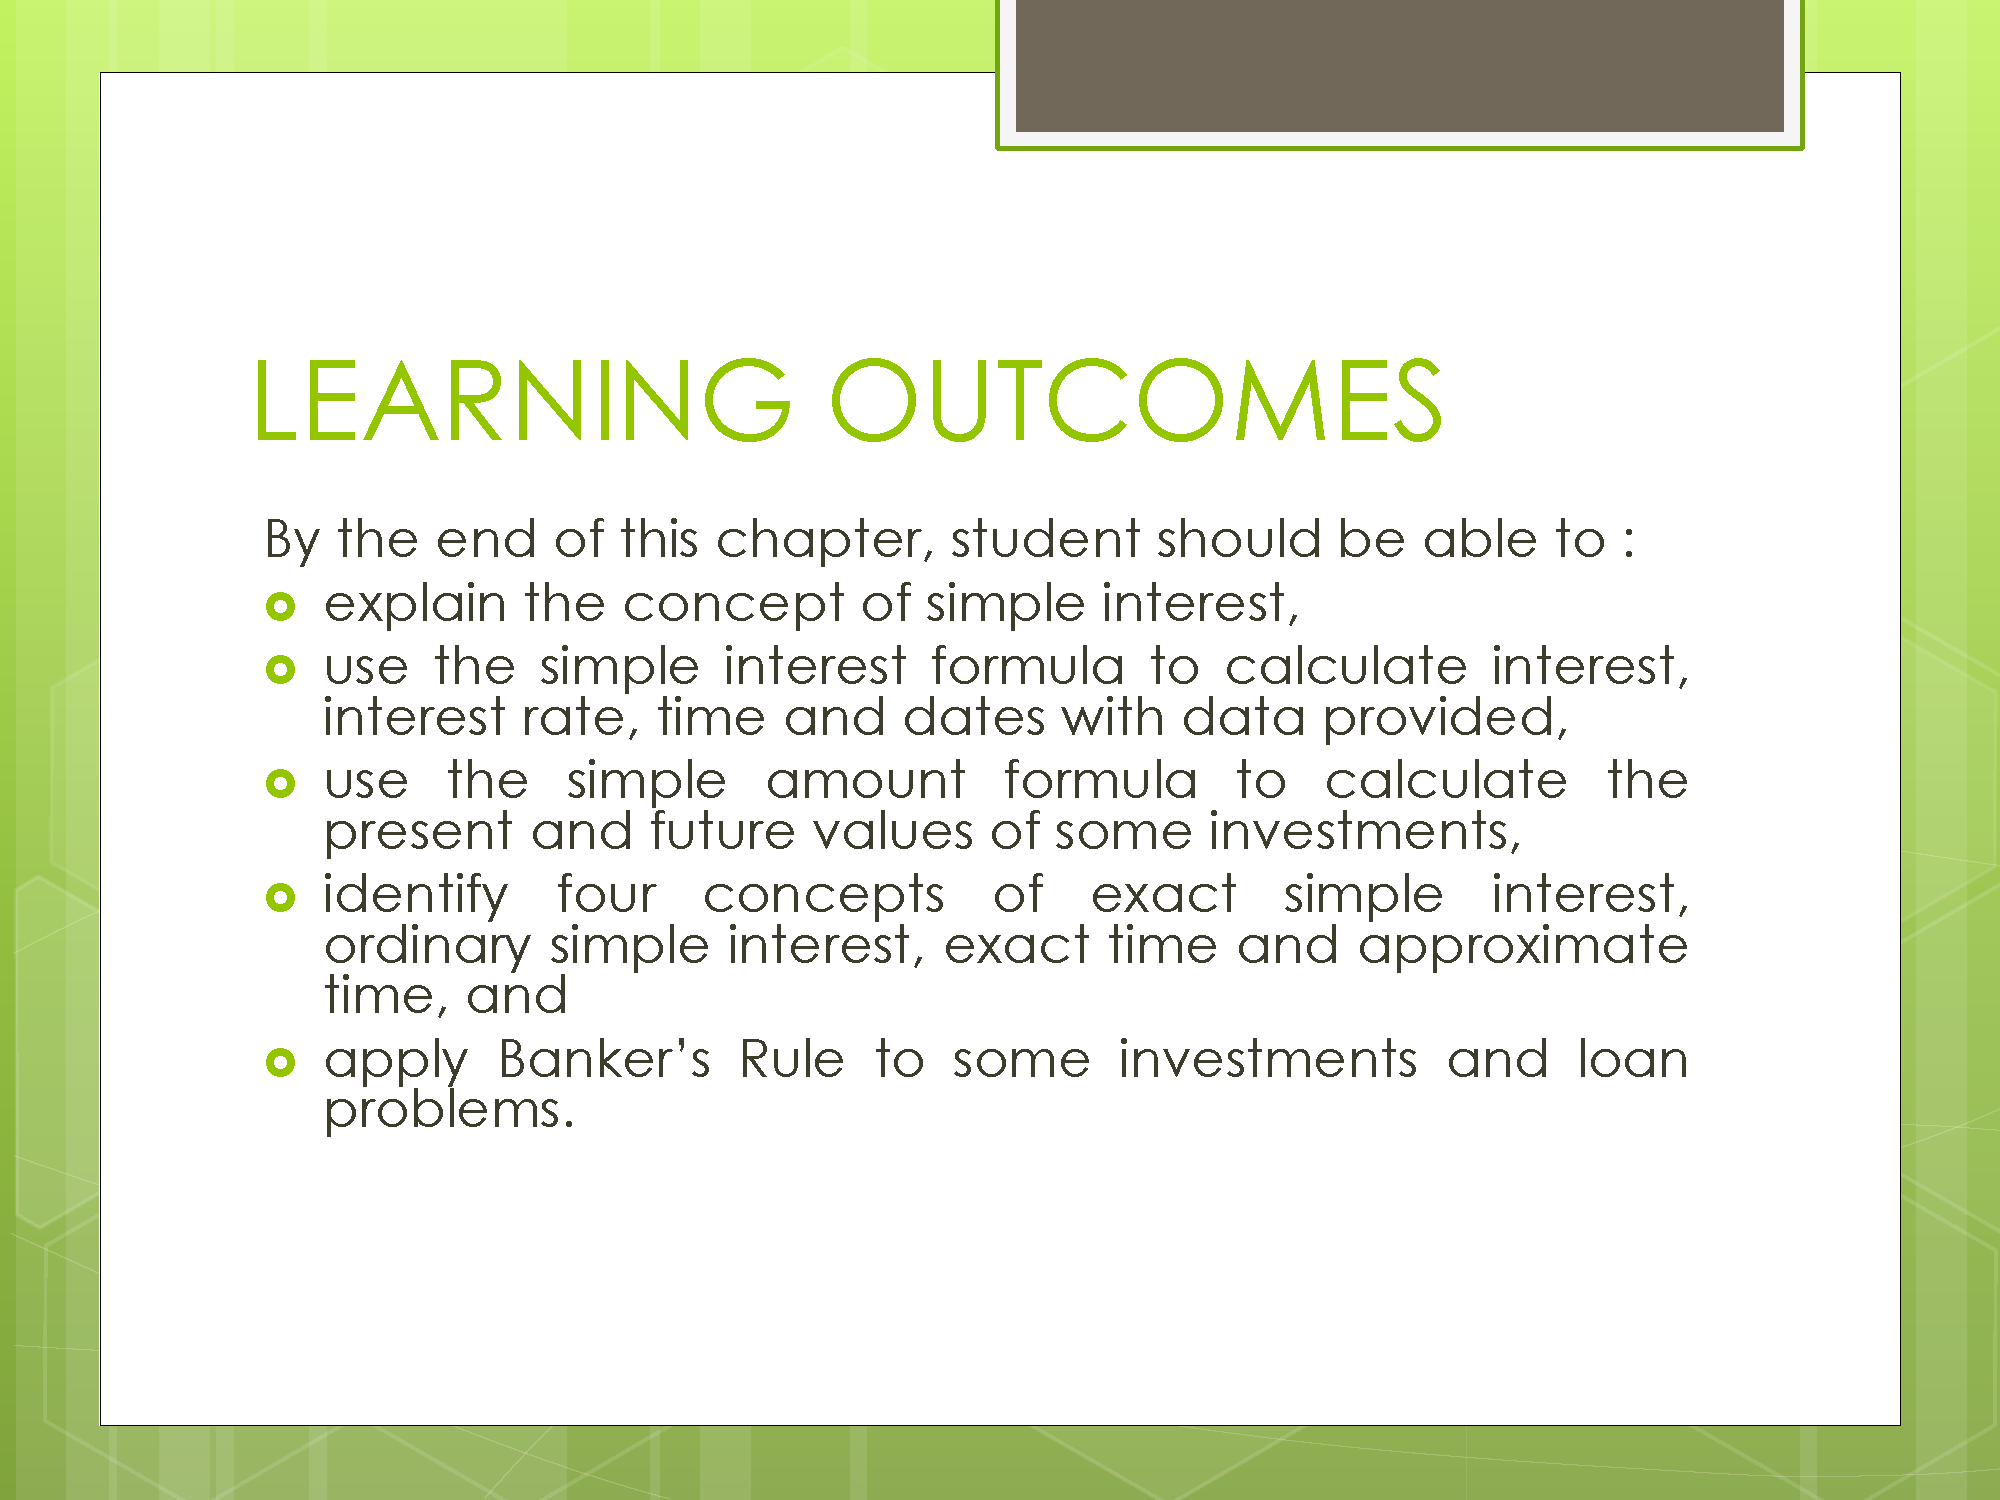 LEARNING OUTCOMES
By the end of this chapter, student should be able to :
explain the concept of simple interest,
use the simple interest formula to calculate interest,
interest rate, time and dates with data provided,
use the simple amount formula to calculate the
present and future values of some investments,
identify four concepts of exact simple interest,
ordinary simple interest, exact time and approximate
time, and
apply Banker’s Rule to some investments and loan
problems.